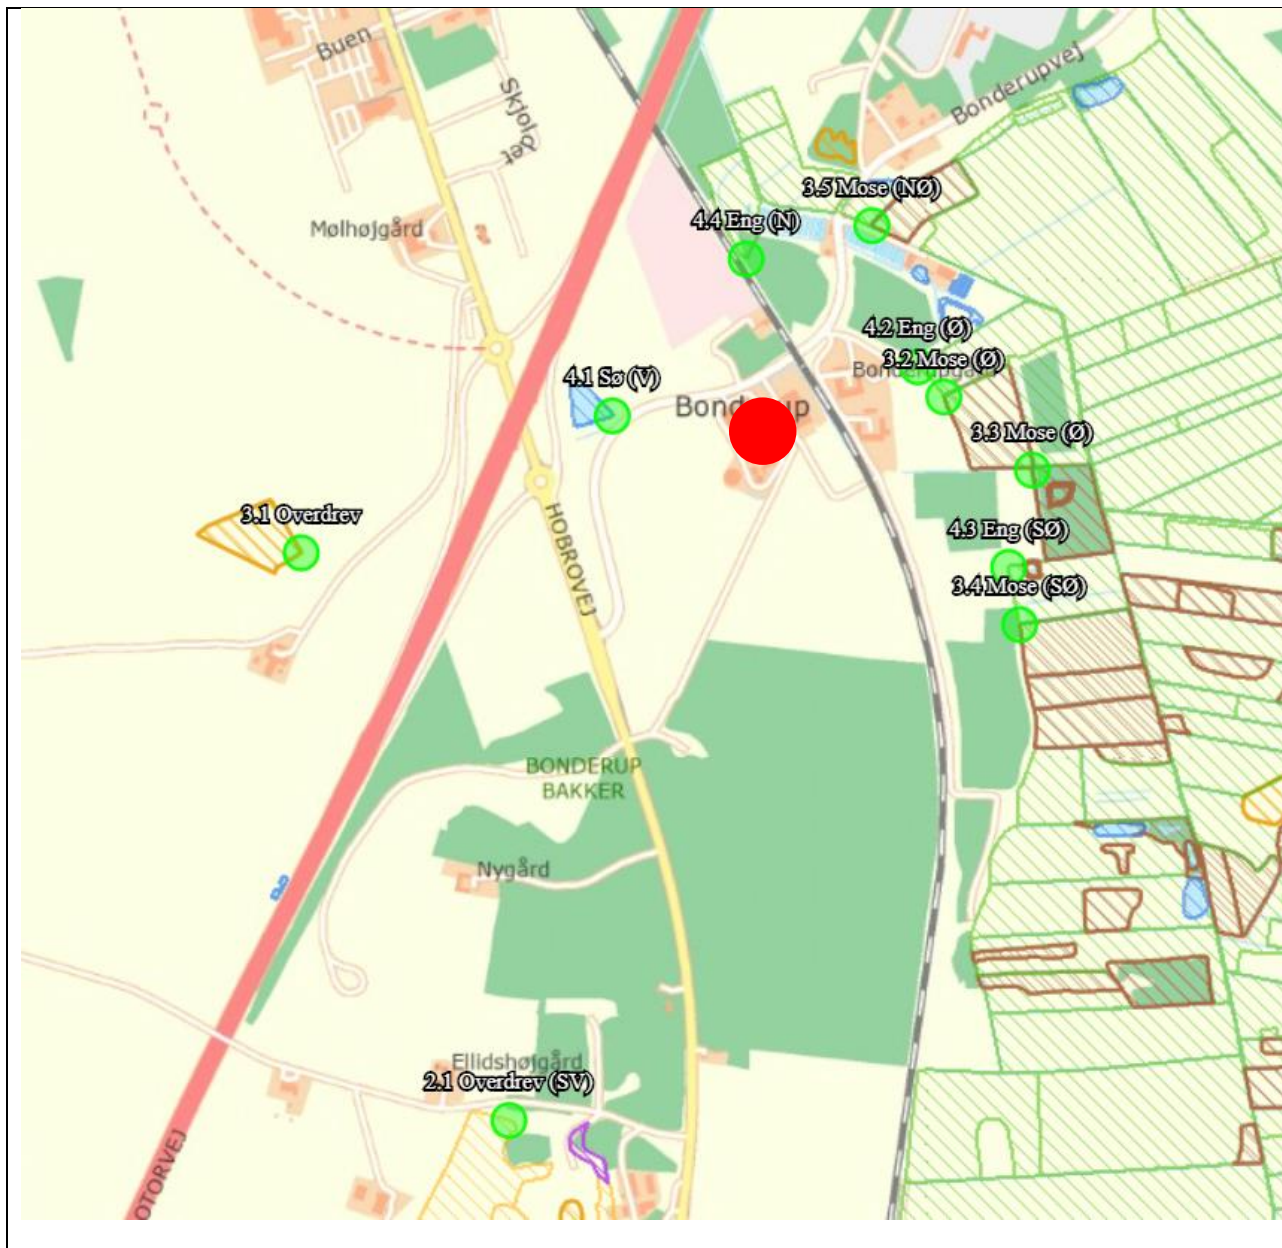 Buen
Skjoldet
Bonderupvej
3.5 Mose (NØ)
Mølhøjgård
4.4 Eng (N)
4.2 Eng (Ø)
3.2 Mose (Ø)
4.1 Sø (V)
Bonderup
3.3 Mose (Ø)
3.1 Overdrev
HOBROVEJ
4.3 Eng (SØ)
3.4 Mose (SØ)
BONDERUP
BAKKER
Nygård
Ellidshøjgård
2.1 Overdrev (SV)
OTORVEJ